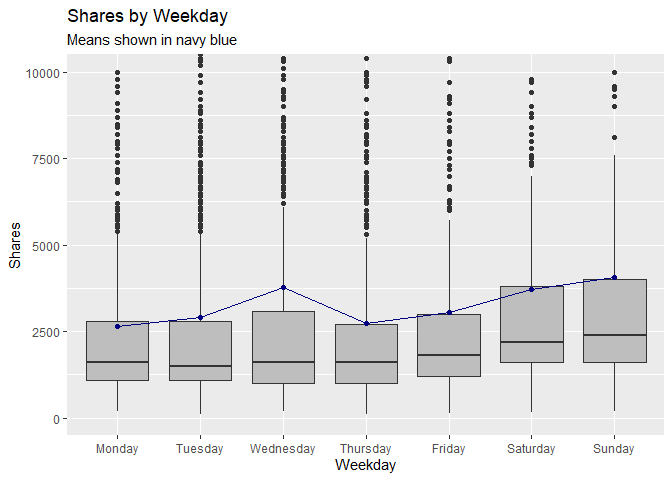 Shares by Weekday
Means shown in navy blue
10000
7500
5000
2500
0
Shares
Monday Tuesday Wednesday Thursday Friday Saturday Sunday
Weekday